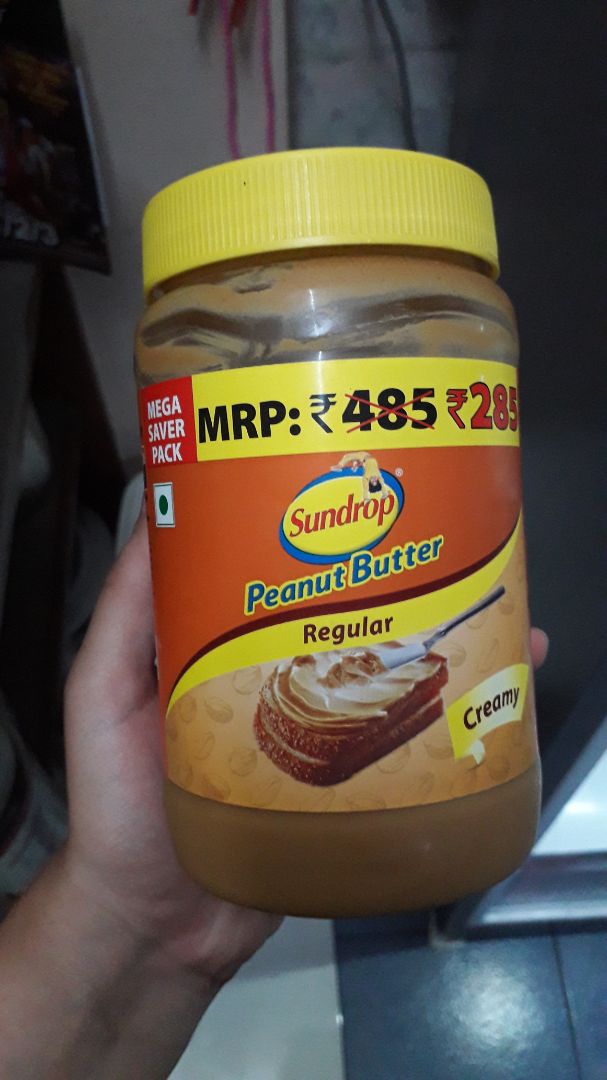 MEGA
SAVER
PACK
MRP: ₹ 485 ₹285
Sundrop®
Peanut Butter
Regular
Creamy